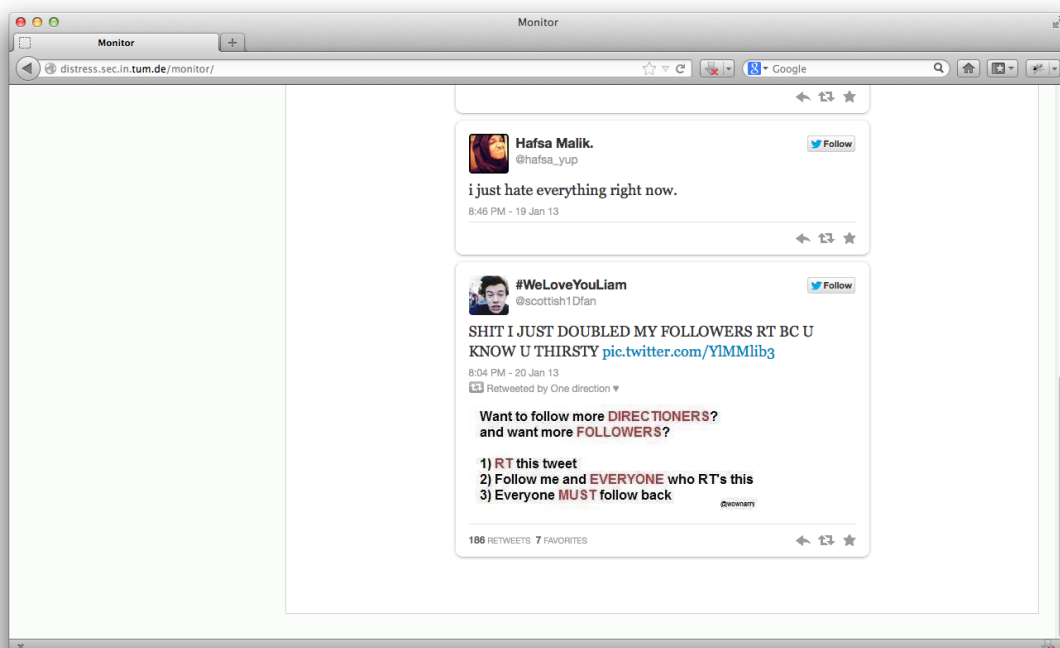 Monitor
Monitor
distress.sec.in.tum.de/monitor/
Google
Hafsa Malik.
@hafsa_yup
Follow
i just hate everything right now.
8:46 PM - 19 Jan 13
#WeLoveYouLiam
@scottish1Dfan
Follow
SHIT I JUST DOUBLED MY FOLLOWERS RT BC U
KNOW U THIRSTY pic.twitter.com/YlMMlib3
8:04 PM - 20 Jan 13
Retweeted by One direction ♥
Want to follow more DIRECTIONERS?
and want more FOLLOWERS?
1) RT this tweet
2) Follow me and EVERYONE who RT's this
3) Everyone MUST follow back
@wownarry
186 RETWEETS 7 FAVORITES